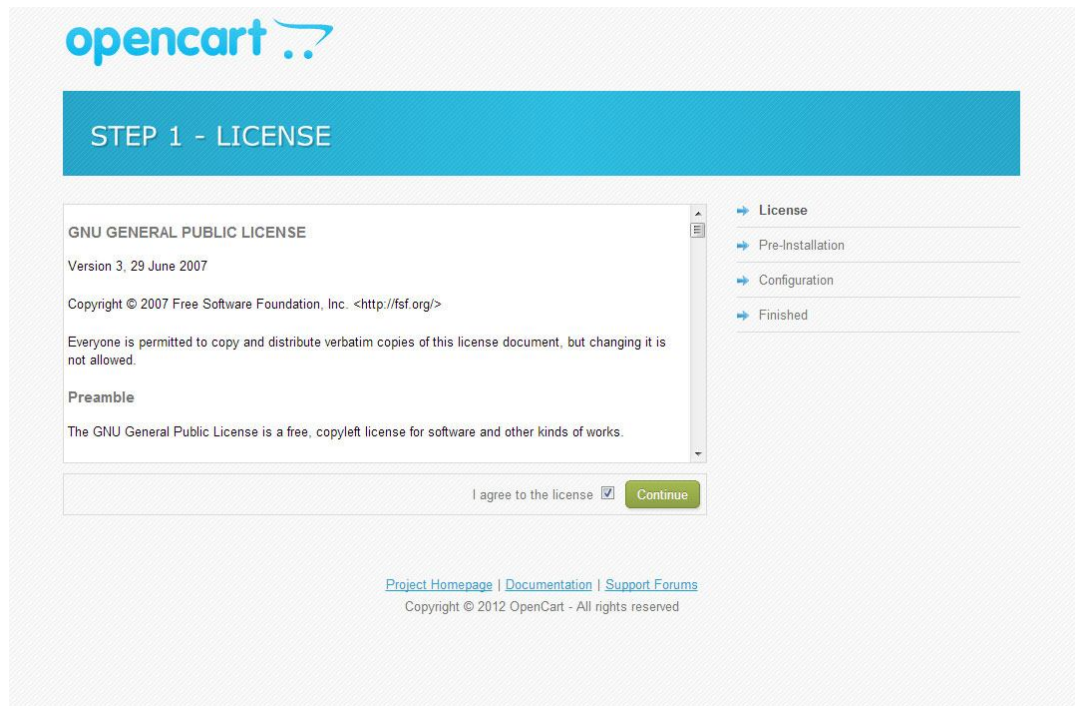 opencart
STEP 1 - LICENSE
GNU GENERAL PUBLIC LICENSE
Version 3, 29 June 2007
Copyright © 2007 Free Software Foundation, Inc. <http://fsf.org/>
Everyone is permitted to copy and distribute verbatim copies of this license document, but changing it is
not allowed.
Preamble
The GNU General Public License is a free, copyleft license for software and other kinds of works.
I agree to the license
Continue
License
Pre-Installation
Configuration
Finished
Project Homepage | Documentation | Support Forums
Copyright © 2012 OpenCart - All rights reserved